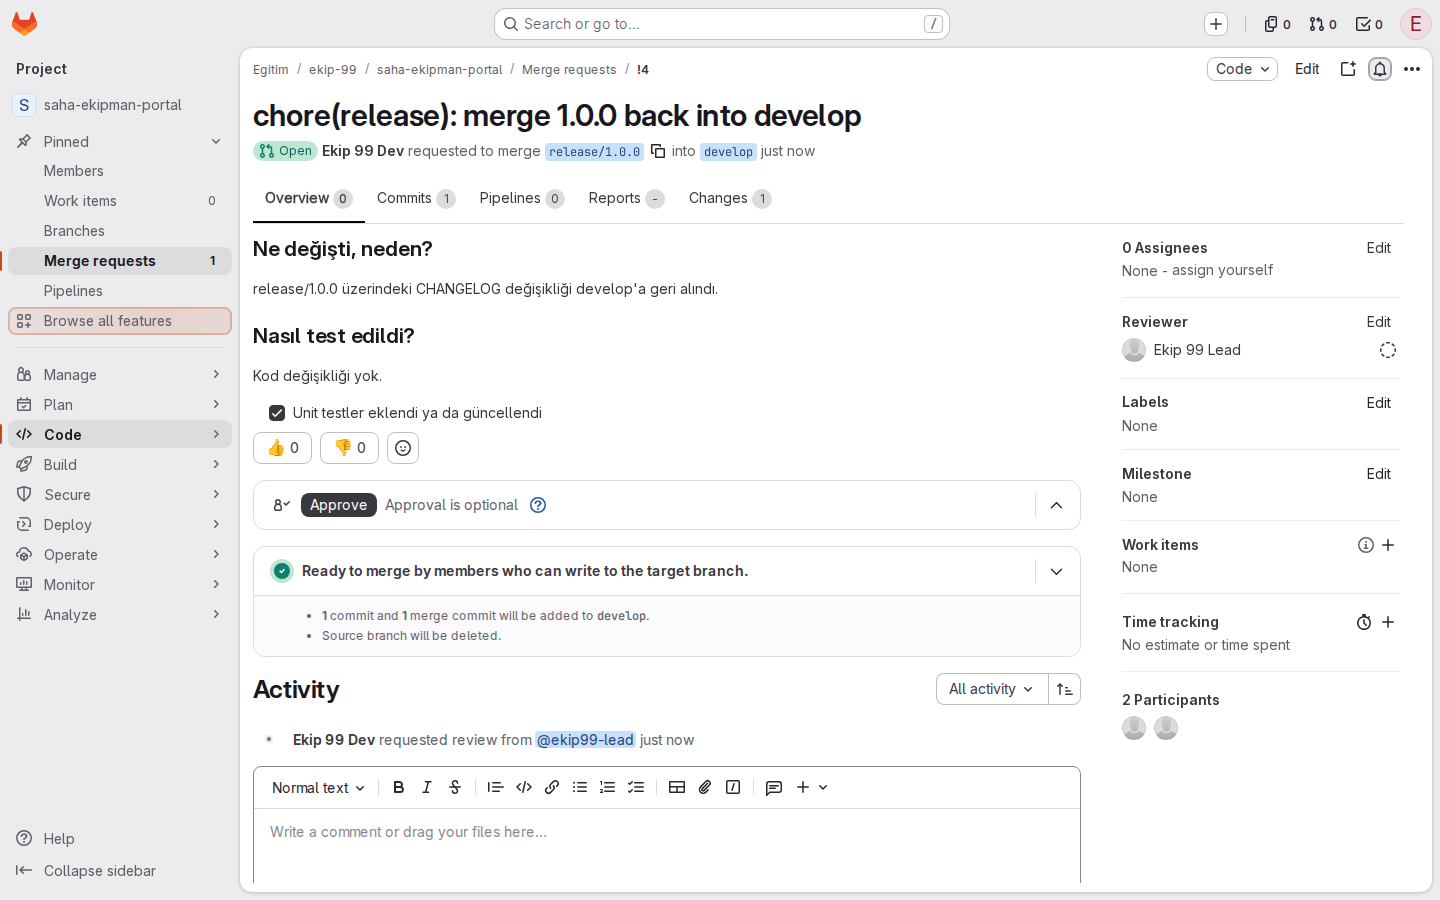 Search or go to...
/
0
0
0
E
Project
S
saha-ekipman-portal
Pinned
Members
Work items 0
Branches
Merge requests 1
Pipelines
Browse all features
Manage
Plan
Code
Build
Secure
Deploy
Operate
Monitor
Analyze
Help
Collapse sidebar
Egitim / ekip-99 / saha-ekipman-portal / Merge requests / !4
Code
Edit
chore(release): merge 1.0.0 back into develop
Open Ekip 99 Dev requested to merge release/1.0.0 into develop just now
Overview 0 Commits 1 Pipelines 0 Reports - Changes 1
Ne değişti, neden?
release/1.0.0 üzerindeki CHANGELOG değişikliği develop'a geri alındı.
Nasıl test edildi?
Kod değişikliği yok.
Unit testler eklendi ya da güncellendi
0 0
Approve Approval is optional
Ready to merge by members who can write to the target branch.
1 commit and 1 merge commit will be added to develop.
Source branch will be deleted.
Activity
All activity
Ekip 99 Dev requested review from @ekip99-lead just now
Normal text
Write a comment or drag your files here...
0 Assignees Edit
None - assign yourself
Reviewer Edit
Ekip 99 Lead
Labels Edit
None
Milestone Edit
None
Work items
None
Time tracking
No estimate or time spent
2 Participants